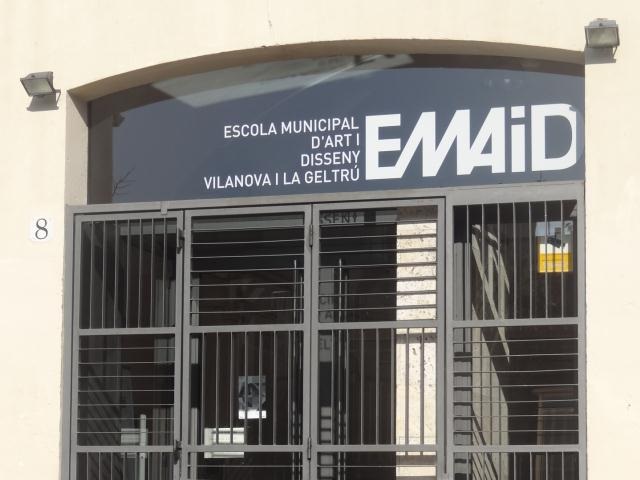 ESCOLA MUNICIPAL
D'ART I
DISSENY
VILANOVA I LA GELTRÚ
EMAiD
8